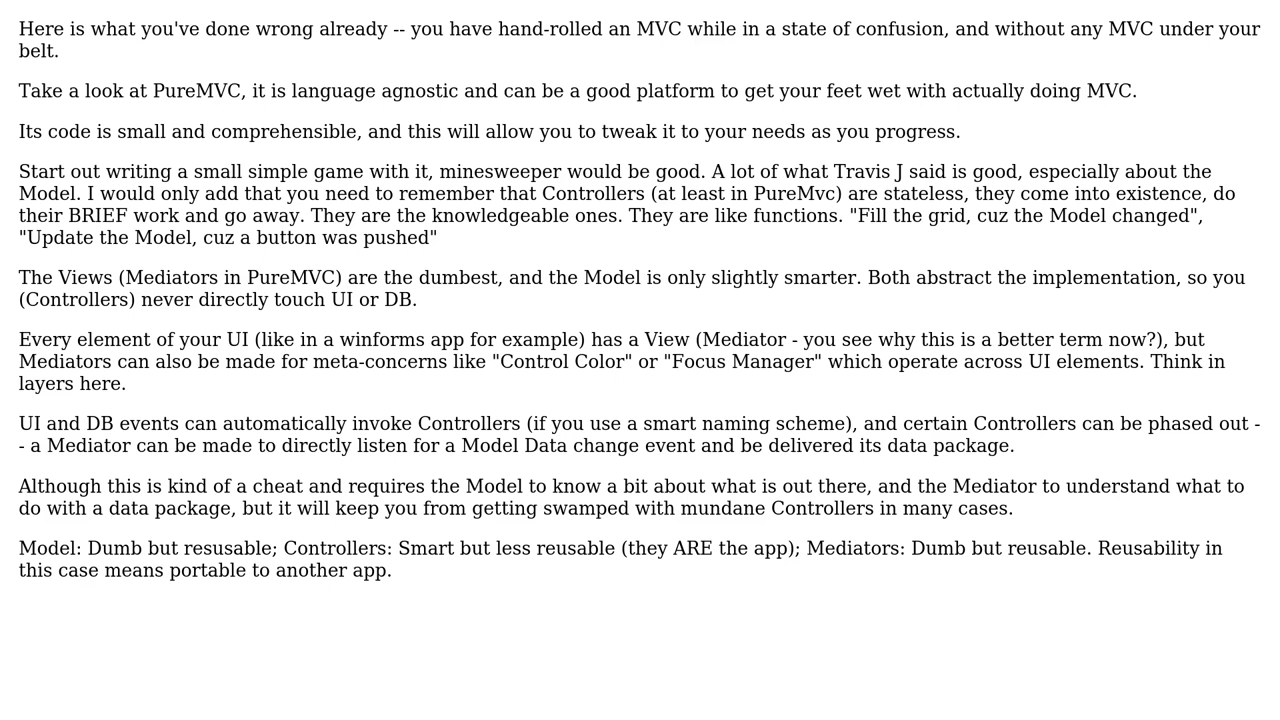 Here is what you've done wrong already -- you have hand-rolled an MVC while in a state of confusion, and without any MVC under your
belt.
Take a look at PureMVC, it is language agnostic and can be a good platform to get your feet wet with actually doing MVC.
Its code is small and comprehensible, and this will allow you to tweak it to your needs as you progress.
Start out writing a small simple game with it, minesweeper would be good. A lot of what Travis J said is good, especially about the
Model. I would only add that you need to remember that Controllers (at least in PureMvc) are stateless, they come into existence, do
their BRIEF work and go away. They are the knowledgeable ones. They are like functions. "Fill the grid, cuz the Model changed",
"Update the Model, cuz a button was pushed"
The Views (Mediators in PureMVC) are the dumbest, and the Model is only slightly smarter. Both abstract the implementation, so you
(Controllers) never directly touch UI or DB.
Every element of your UI (like in a winforms app for example) has a View (Mediator - you see why this is a better term now?), but
Mediators can also be made for meta-concerns like "Control Color" or "Focus Manager" which operate across UI elements. Think in
layers here.
UI and DB events can automatically invoke Controllers (if you use a smart naming scheme), and certain Controllers can be phased out -
- a Mediator can be made to directly listen for a Model Data change event and be delivered its data package.
Although this is kind of a cheat and requires the Model to know a bit about what is out there, and the Mediator to understand what to
do with a data package, but it will keep you from getting swamped with mundane Controllers in many cases.
Model: Dumb but resusable; Controllers: Smart but less reusable (they ARE the app); Mediators: Dumb but reusable. Reusability in
this case means portable to another app.